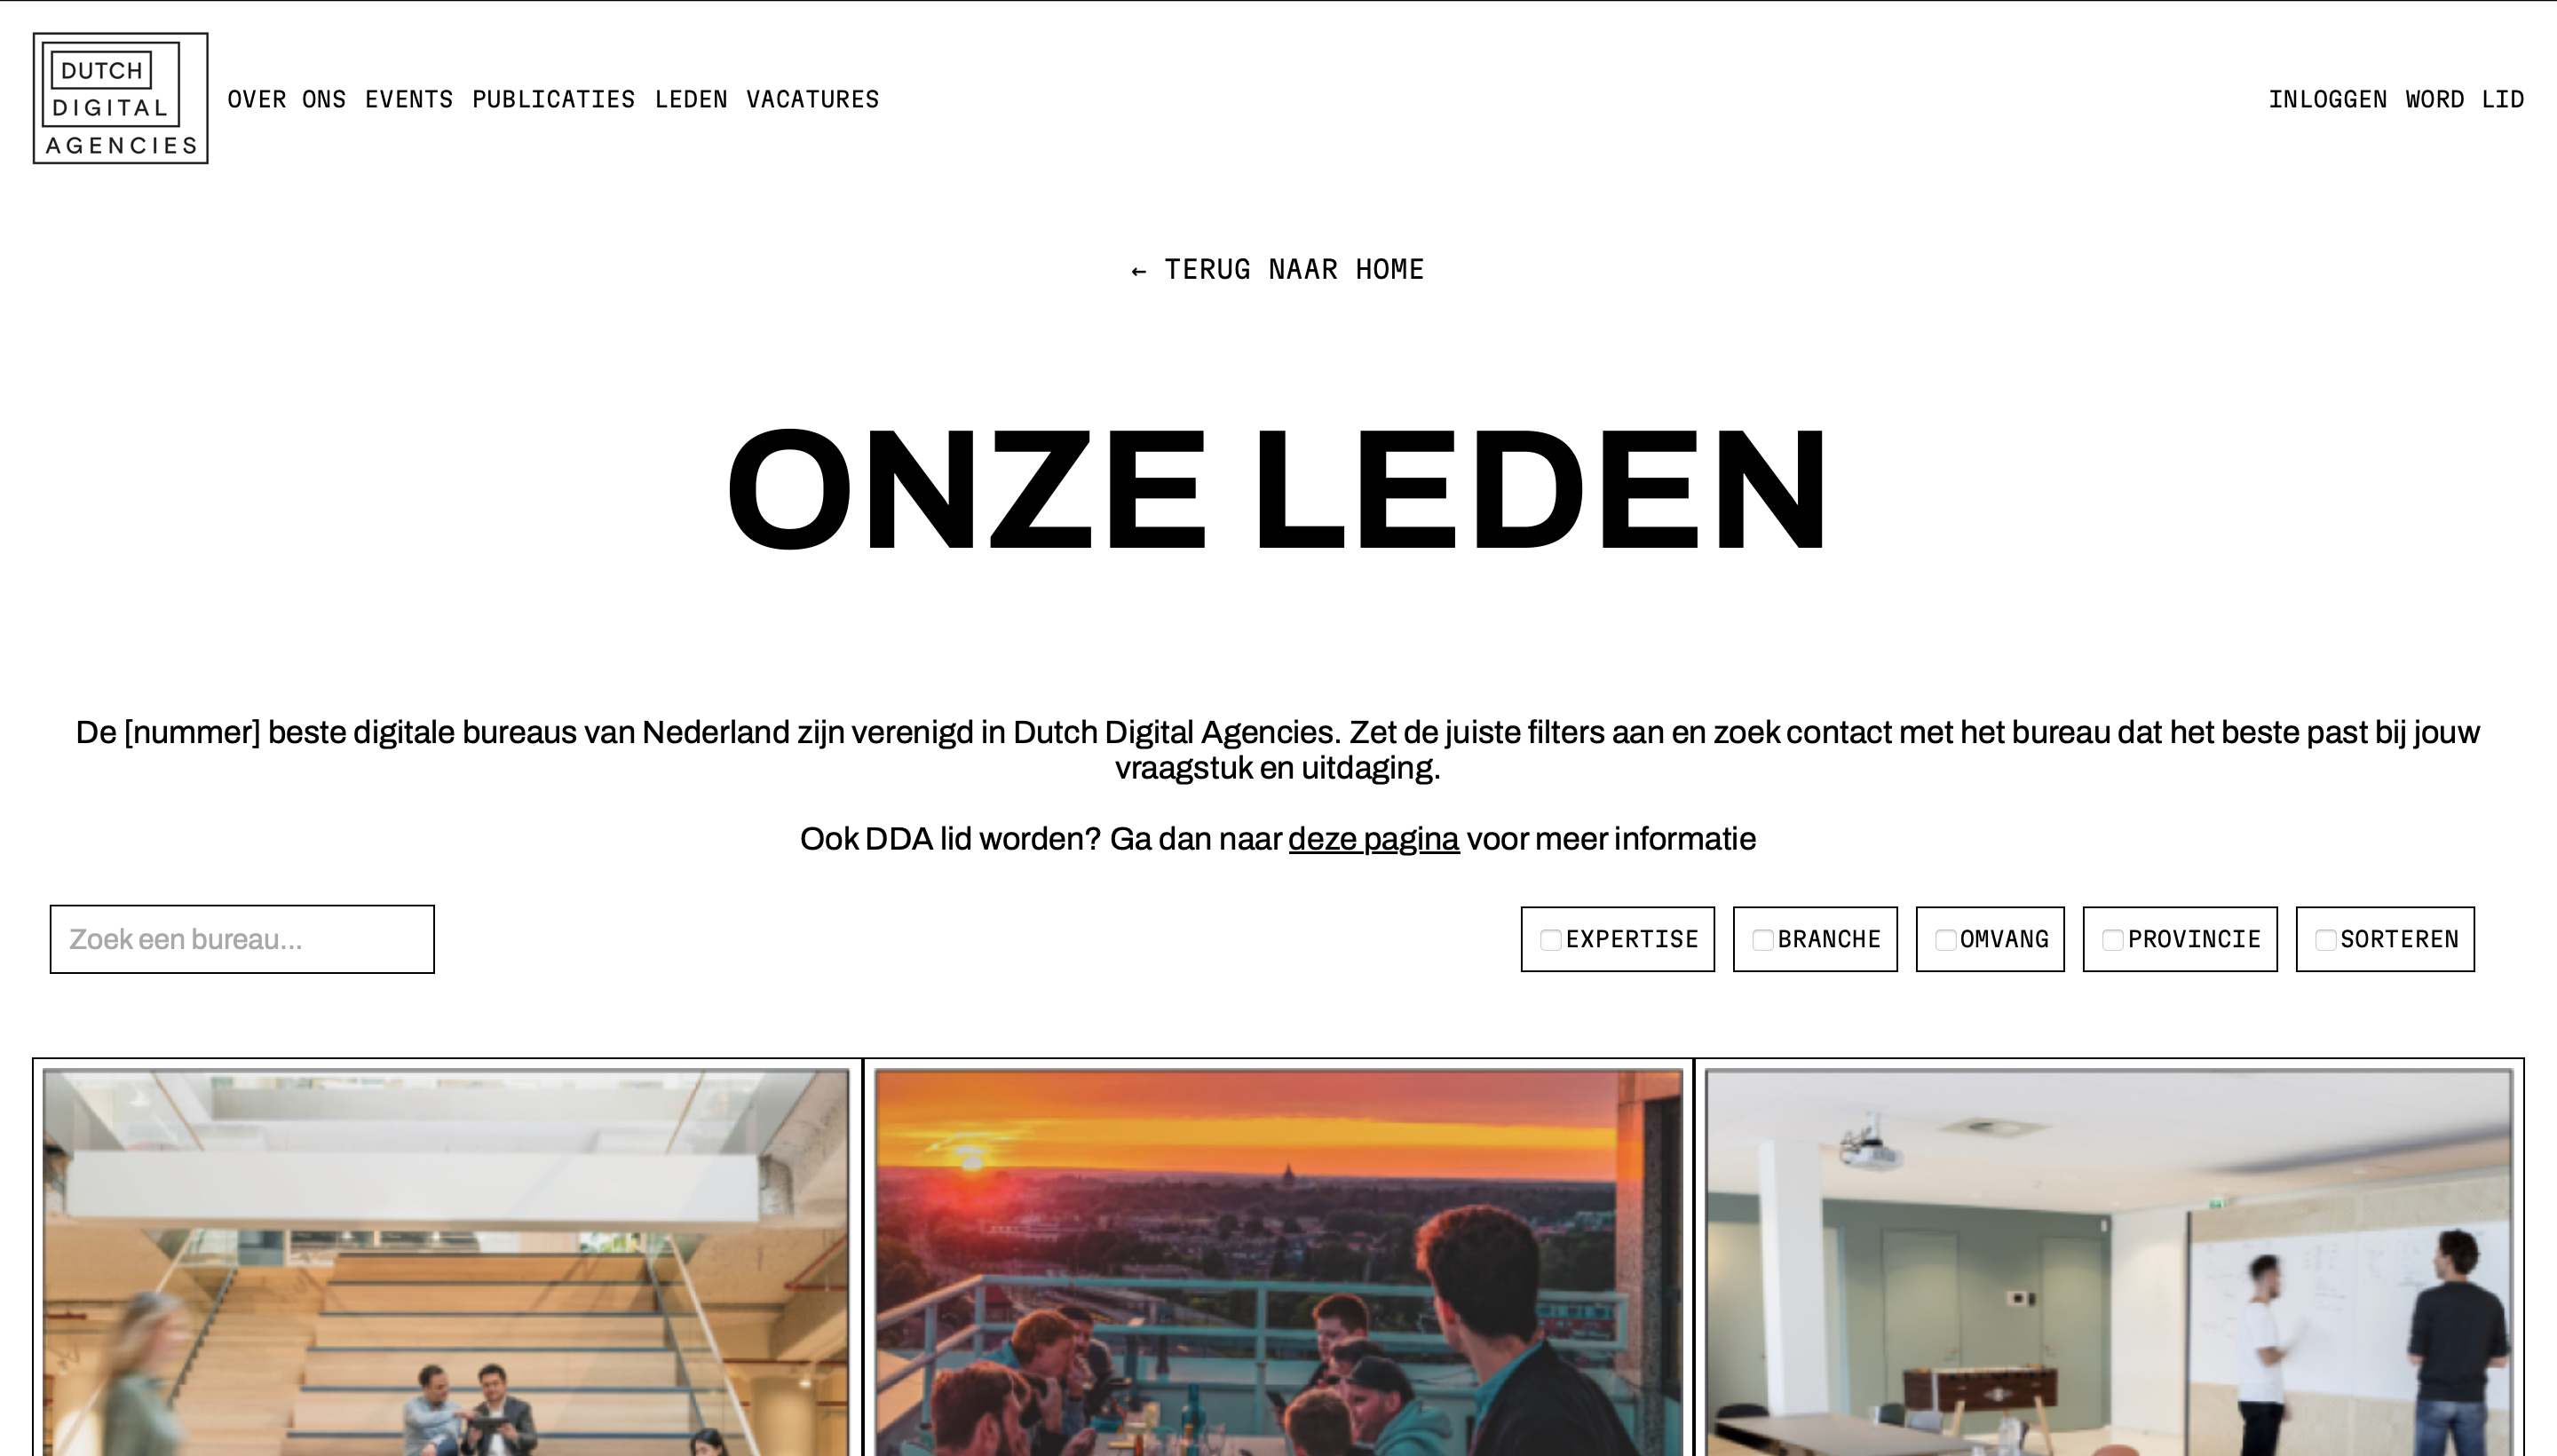 DUTCH
DIGITAL
AGENCIES
OVER ONS EVENTS PUBLICATIES LEDEN VACATURES
INLOGGEN WORD LID
← TERUG NAAR HOME
ONZE LEDEN
De [nummer] beste digitale bureaus van Nederland zijn verenigd in Dutch Digital Agencies. Zet de juiste filters aan en zoek contact met het bureau dat het beste past bij jouw
vraagstuk en uitdaging.
Ook DDA lid worden? Ga dan naar deze pagina voor meer informatie
Zoek een bureau...
EXPERTISE
BRANCHE
OMVANG
PROVINCIE
SORTEREN